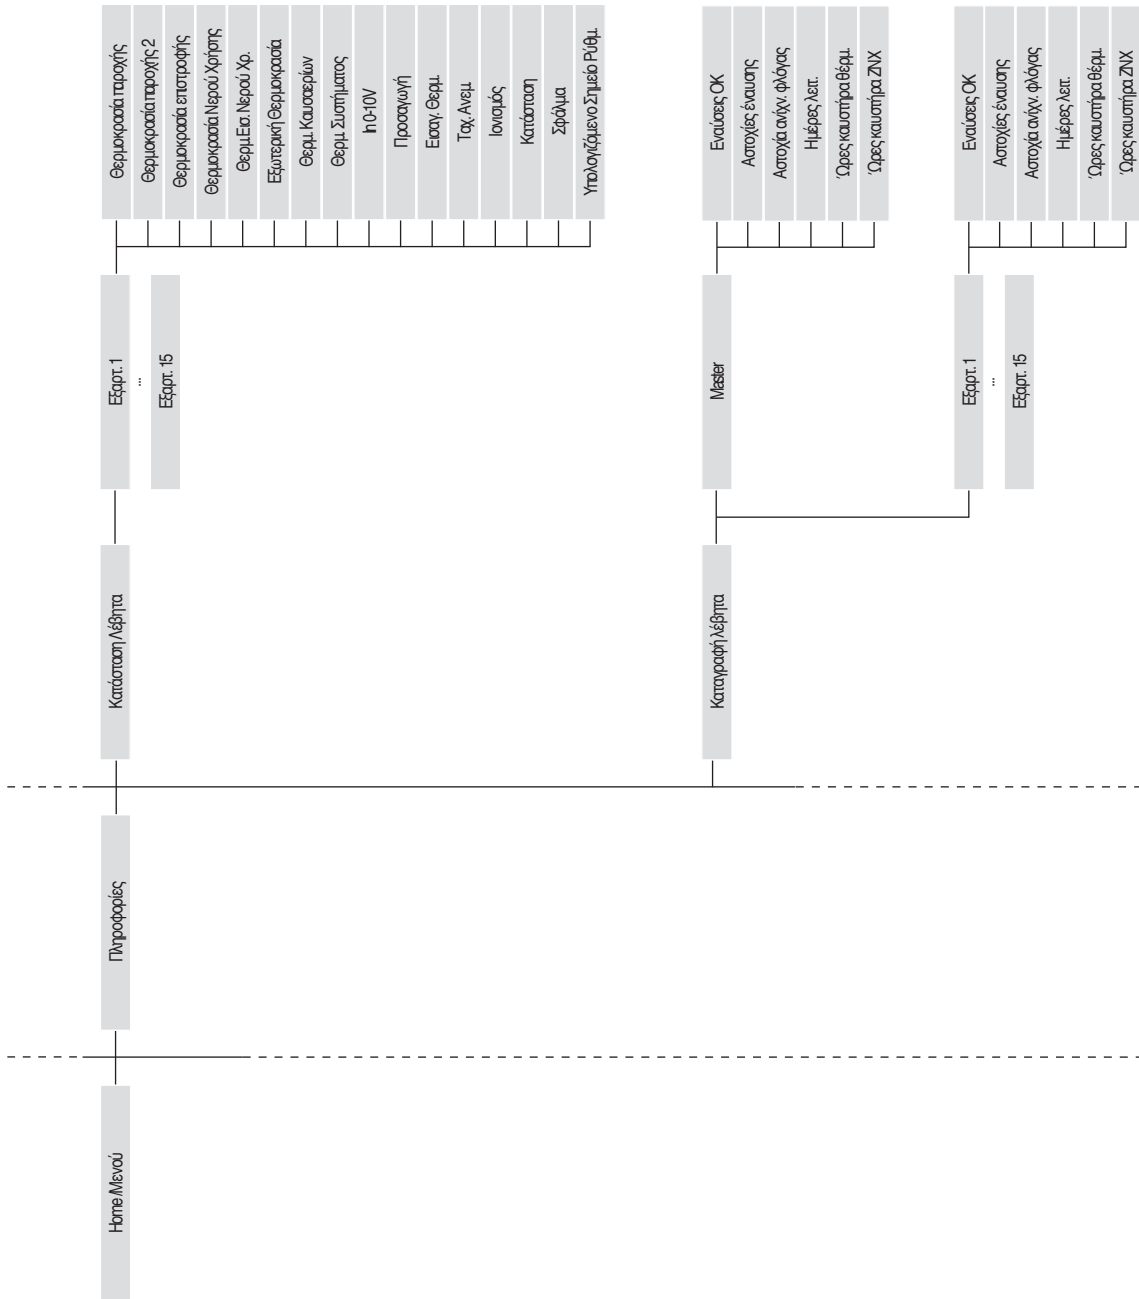 Home /Μενού
Πληροφορίες
Κατάσταση Λέβητα
Εξαρτ. 1
...
Εξαρτ. 15
Θερμοκρασία παροχής
Θερμοκρασία παροχής 2
Θερμοκρασία επιστροφής
Θερμοκρασία Νερού Χρήσης
Θερμ.Εισ. Νερού Χρ.
Εξωτερική Θερμοκρασία
Θερμ. Καυσαερίων
Θερμ. Συστήματος
In 0-10V
Προσαγωγή
Εισαγ. Θερμ.
Ταχ. Ανεμ.
Ιονισμός
Κατάσταση
Σφάλμα
Υπολογιζόμενο Σημείο Ρύθμ.
Καταγραφή λέβητα
Master
Εναύσεις OK
Αστοχίες έναυσης
Αστοχία ανίχν. φλόγας
Ημέρες λειτ.
Ώρες καυστήρα θέρμ.
Ώρες καυστήρα ZNX
Εξαρτ. 1
...
Εξαρτ. 15
Εναύσεις OK
Αστοχίες έναυσης
Αστοχία ανίχν. φλόγας
Ημέρες λειτ.
Ώρες καυστήρα θέρμ.
Ώρες καυστήρα ZNX